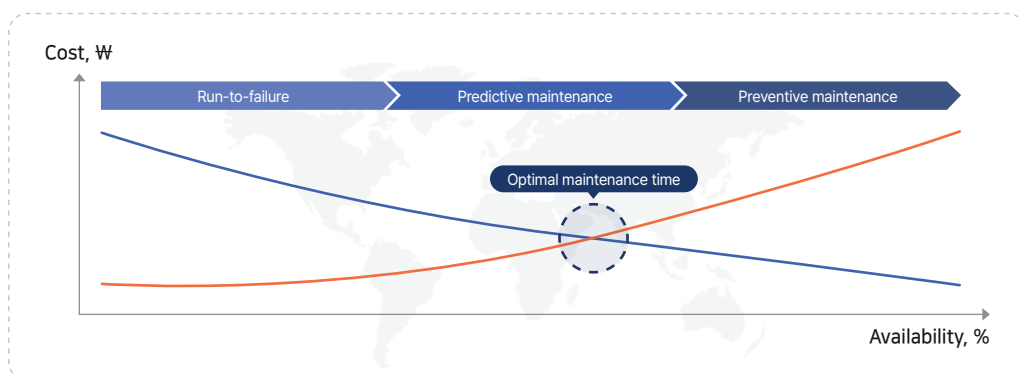 Cost, ₩
Run-to-failure
Predictive maintenance
Preventive maintenance
Optimal maintenance time
Availability, %